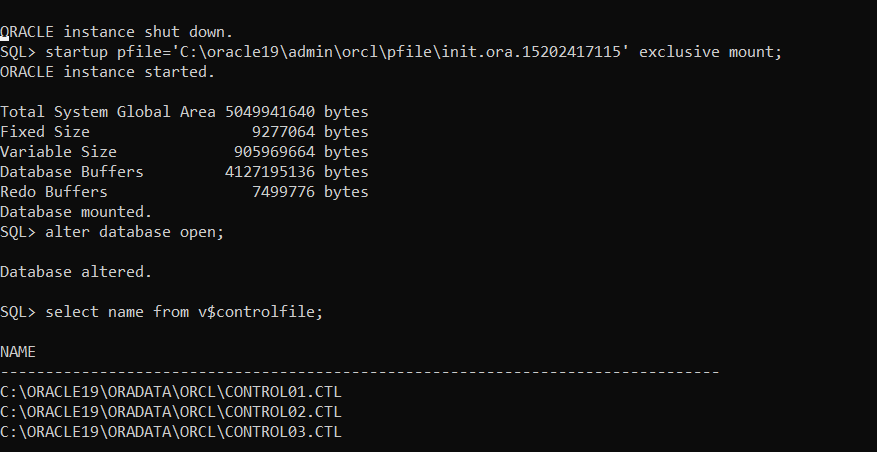 ORACLE instance shut down.
SQL> startup pfile='C:\oracle19\admin\orcl\pfile\init.ora.15202417115' exclusive mount;
ORACLE instance started.

Total System Global Area 5049941640 bytes
Fixed Size                  9277064 bytes
Variable Size             905969664 bytes
Database Buffers         4127195136 bytes
Redo Buffers                7499776 bytes
Database mounted.
SQL> alter database open;

Database altered.

SQL> select name from v$controlfile;

NAME
--------------------------------------------------------------------------------
C:\ORACLE19\ORADATA\ORCL\CONTROL01.CTL
C:\ORACLE19\ORADATA\ORCL\CONTROL02.CTL
C:\ORACLE19\ORADATA\ORCL\CONTROL03.CTL